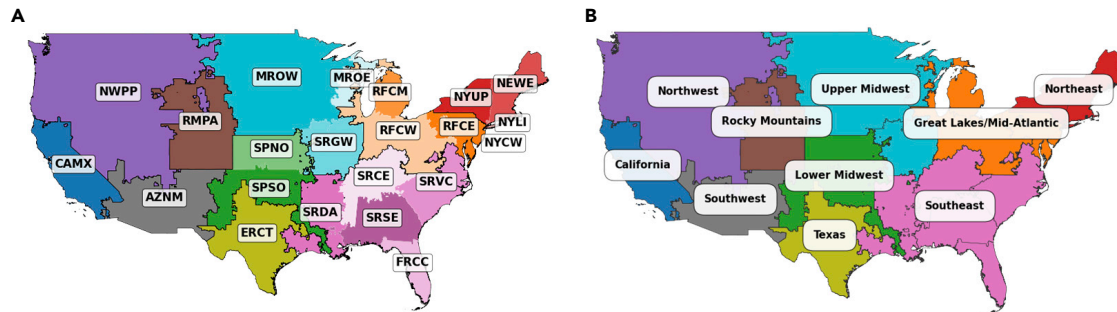 A
NWPP
MROW
MROE
RFCM
NYUP
NEWE
NYLI
NYCW
RFCE
RFCW
RMPA
SPNO
SRGW
CAMX
AZNM
SPSO
SRCE
SRVC
SRDA
SRSE
ERCT
FRCC
B
Northwest
Upper Midwest
Northeast
Rocky Mountains
Great Lakes/Mid-Atlantic
California
Lower Midwest
Southwest
Southeast
Texas